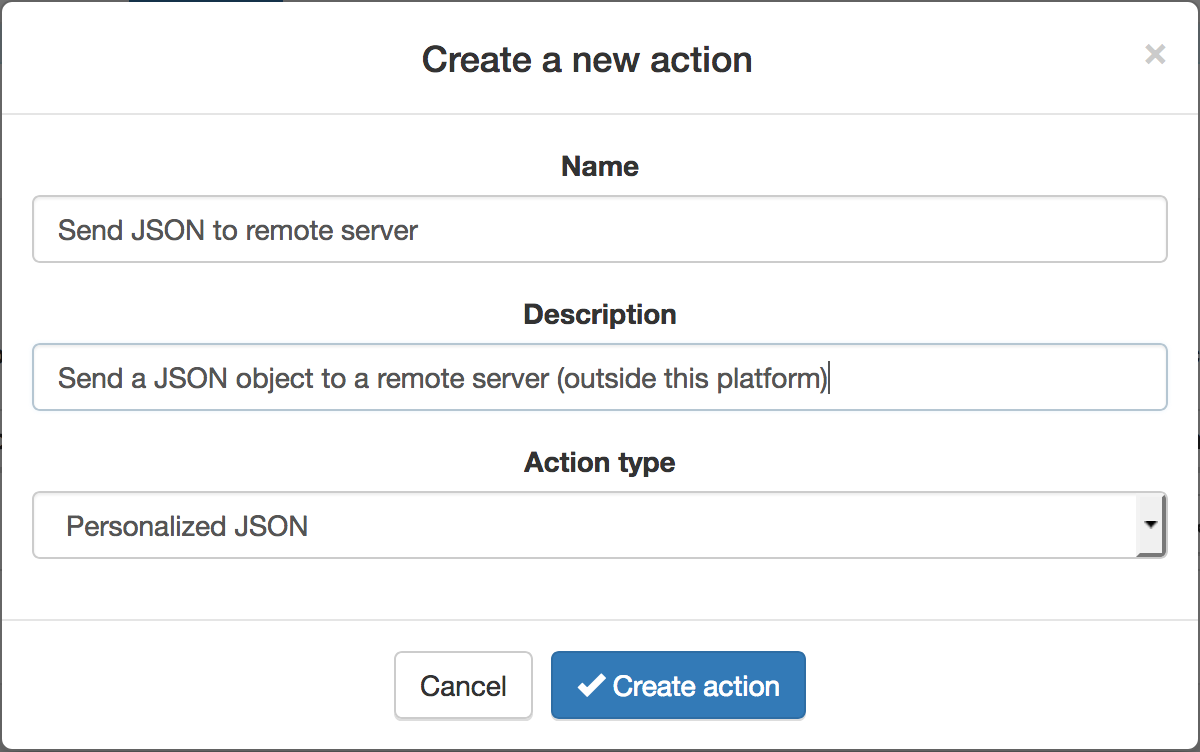 Create a new action ×
Name
Send JSON to remote server
Description
Send a JSON object to a remote server (outside this platform)
Action type
Personalized JSON
Cancel
Create action